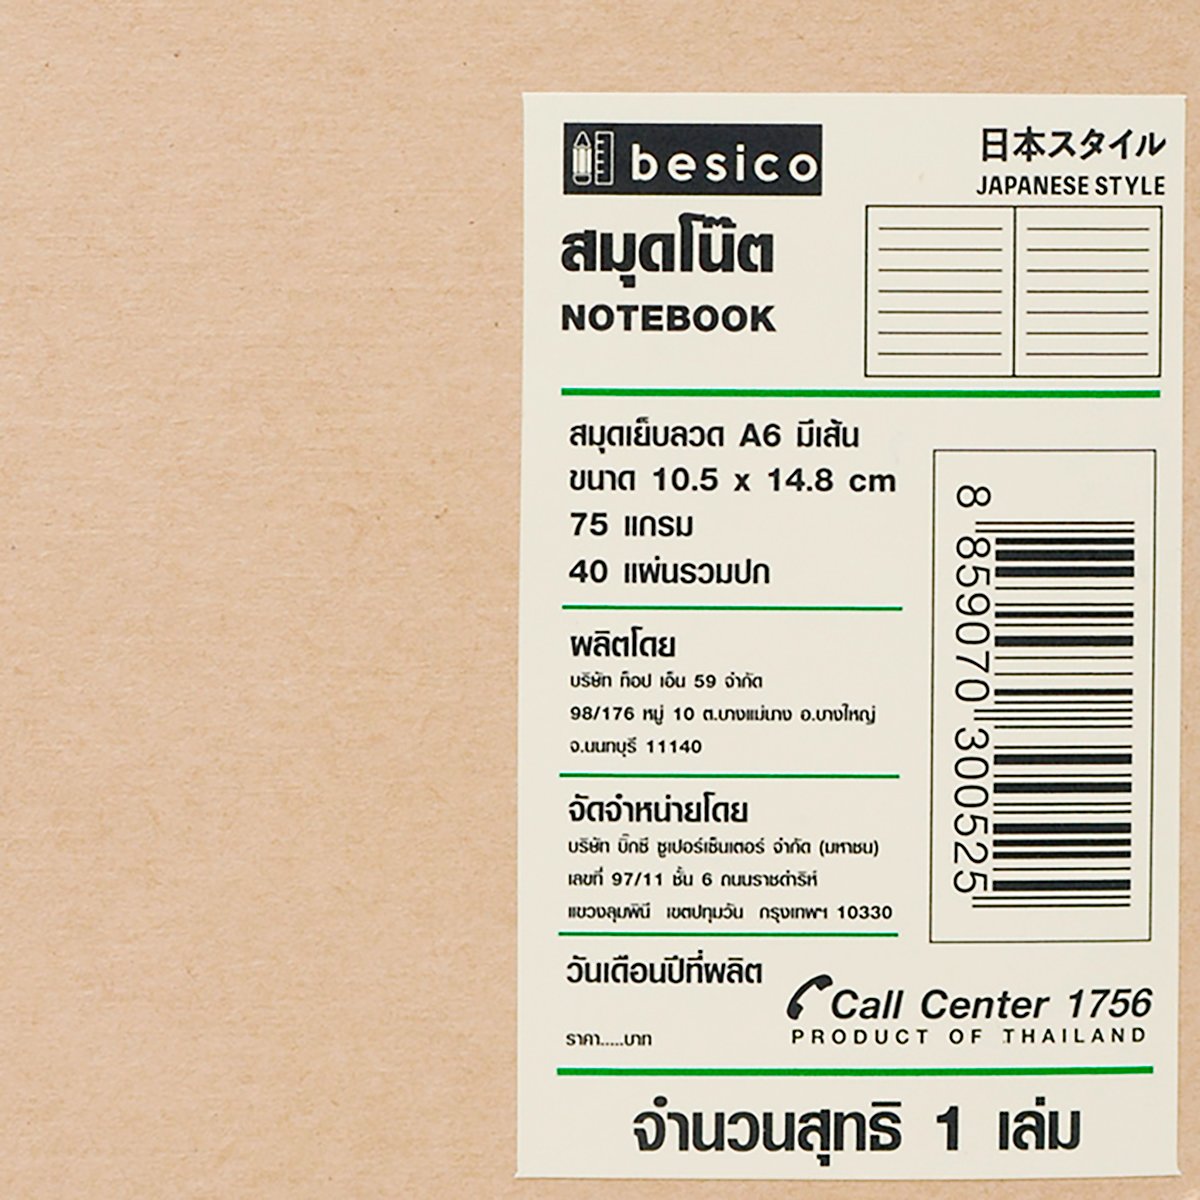 besico
日本スタイル
JAPANESE STYLE
สมุดโน๊ต
NOTEBOOK
สมุดเย็บลวด A6 มีเส้น
ขนาด 10.5 x 14.8 cm
75 แกรม
40 แผ่นรวมปก
ผลิตโดย
บริษัท ท็อป เอ็น 59 จำกัด
98/176 หมู่ 10 ต.บางแม่นาง อ.บางใหญ่
จ.นนทบุรี 11140
จัดจำหน่ายโดย
บริษัท บิ๊กซี ซูเปอร์เซ็นเตอร์ จำกัด (มหาชน)
เลขที่ 97/11 ชั้น 6 ถนนราชดำริห์
แขวงลุมพินี เขตปทุมวัน กรุงเทพฯ 10330
8 859070 300525
วันเดือนปีที่ผลิต
Call Center 1756
ราคา.....บาท
PRODUCT OF THAILAND
จำนวนสุทธิ 1 เล่ม